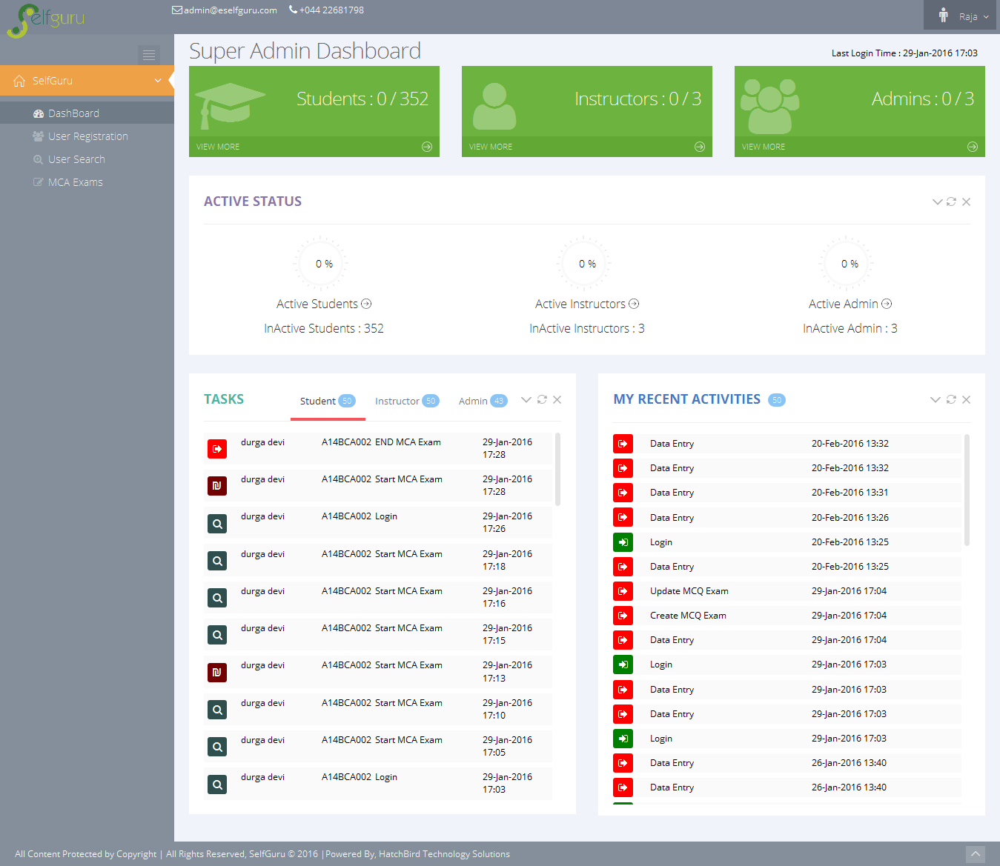 Selfguru
admin@eselfguru.com +044 22681798
Raja
SelfGuru
DashBoard
User Registration
User Search
MCA Exams
Super Admin Dashboard
Last Login Time : 29-Jan-2016 17:03
Students : 0 / 352
VIEW MORE
Instructors : 0 / 3
VIEW MORE
Admins : 0 / 3
VIEW MORE
ACTIVE STATUS
0 %
Active Students
InActive Students : 352
0 %
Active Instructors
InActive Instructors : 3
0 %
Active Admin
InActive Admin : 3
TASKS
Student 50 Instructor 50 Admin 43
durga devi A14BCA002 END MCA Exam 29-Jan-2016
17:28
durga devi A14BCA002 Start MCA Exam 29-Jan-2016
17:28
durga devi A14BCA002 Login 29-Jan-2016
17:26
durga devi A14BCA002 Start MCA Exam 29-Jan-2016
17:18
durga devi A14BCA002 Start MCA Exam 29-Jan-2016
17:16
durga devi A14BCA002 Start MCA Exam 29-Jan-2016
17:15
durga devi A14BCA002 Start MCA Exam 29-Jan-2016
17:13
durga devi A14BCA002 Start MCA Exam 29-Jan-2016
17:10
durga devi A14BCA002 Start MCA Exam 29-Jan-2016
17:05
durga devi A14BCA002 Login 29-Jan-2016
17:03
MY RECENT ACTIVITIES 50
Data Entry 20-Feb-2016 13:32
Data Entry 20-Feb-2016 13:32
Data Entry 20-Feb-2016 13:31
Data Entry 20-Feb-2016 13:26
Login 20-Feb-2016 13:25
Data Entry 20-Feb-2016 13:25
Update MCQ Exam 29-Jan-2016 17:04
Create MCQ Exam 29-Jan-2016 17:04
Data Entry 29-Jan-2016 17:04
Login 29-Jan-2016 17:03
Data Entry 29-Jan-2016 17:03
Data Entry 29-Jan-2016 17:03
Login 29-Jan-2016 17:03
Data Entry 26-Jan-2016 13:40
Data Entry 26-Jan-2016 13:40
All Content Protected by Copyright | All Rights Reserved, SelfGuru © 2016 |Powered By, HatchBird Technology Solutions